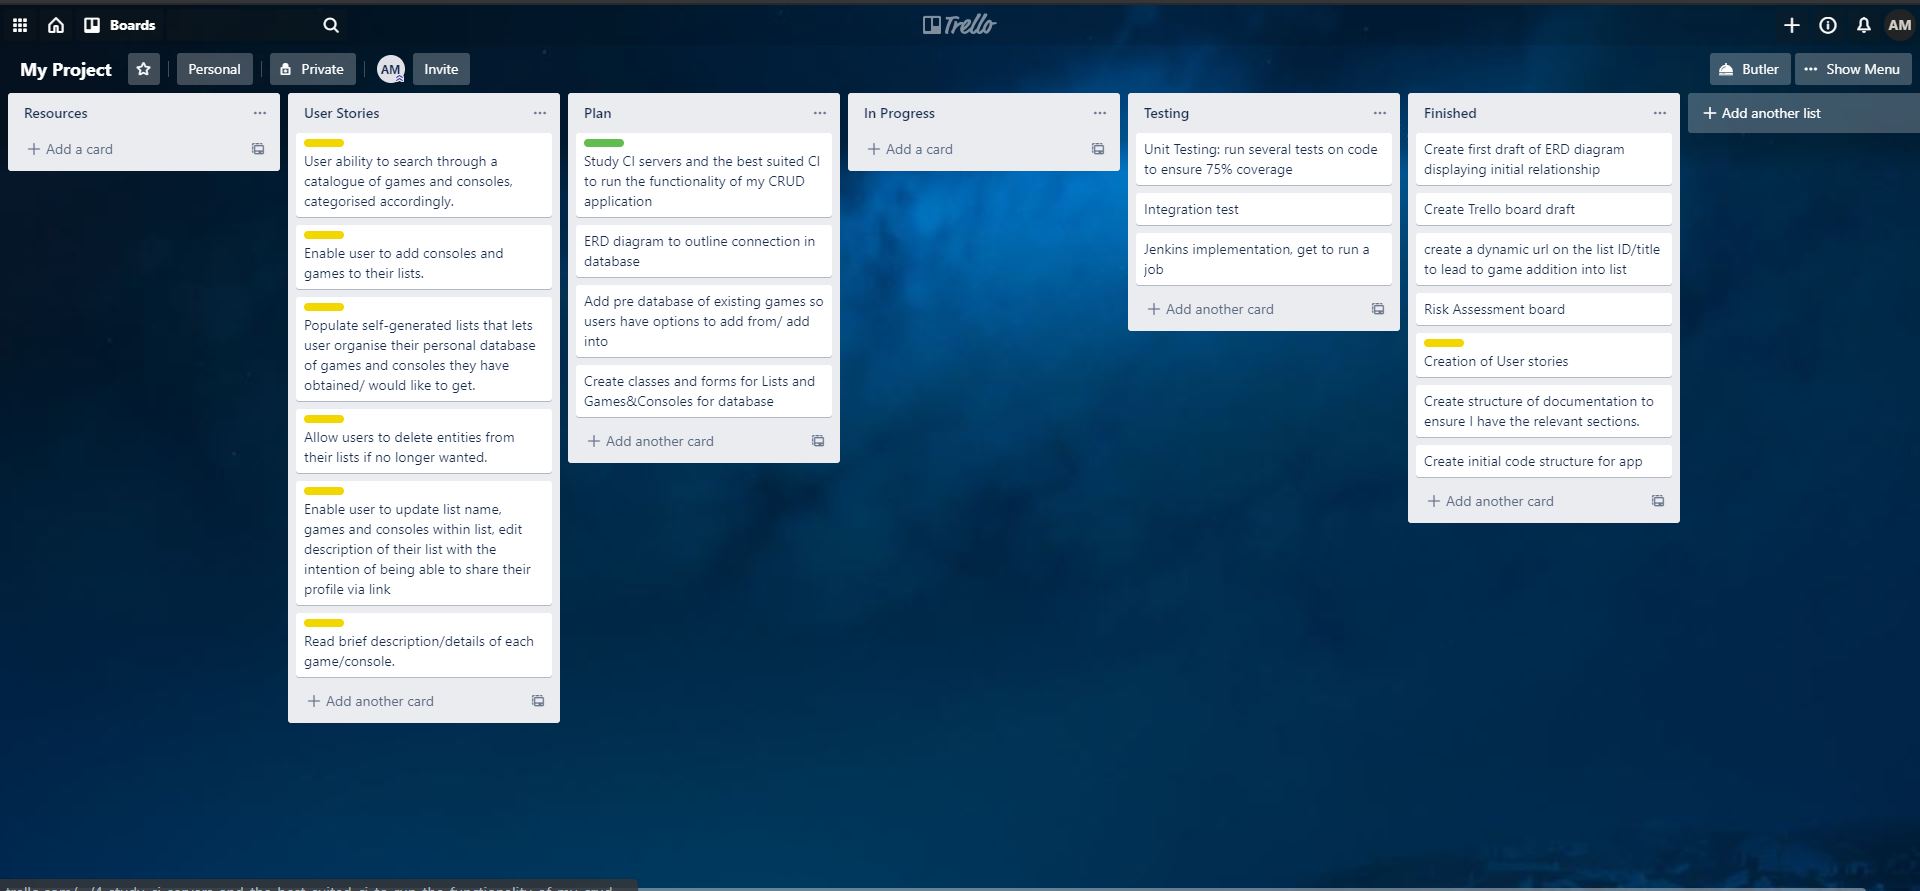 Boards
Trello
AM
My Project
Personal
Private
AM
Invite
Butler
Show Menu
Resources
Add a card
User Stories
User ability to search through a
catalogue of games and consoles,
categorised accordingly.
Enable user to add consoles and
games to their lists.
Populate self-generated lists that lets
user organise their personal database
of games and consoles they have
obtained/ would like to get.
Allow users to delete entities from
their lists if no longer wanted.
Enable user to update list name,
games and consoles within list, edit
description of their list with the
intention of being able to share their
profile via link
Read brief description/details of each
game/console.
Add another card
Plan
Study CI servers and the best suited CI
to run the functionality of my CRUD
application
ERD diagram to outline connection in
database
Add pre database of existing games so
users have options to add from/ add
into
Create classes and forms for Lists and
Games&Consoles for database
Add another card
In Progress
Add a card
Testing
Unit Testing: run several tests on code
to ensure 75% coverage
Integration test
Jenkins implementation, get to run a
job
Add another card
Finished
Create first draft of ERD diagram
displaying initial relationship
Create Trello board draft
create a dynamic url on the list ID/title
to lead to game addition into list
Risk Assessment board
Creation of User stories
Create structure of documentation to
ensure I have the relevant sections.
Create initial code structure for app
Add another card
Add another list